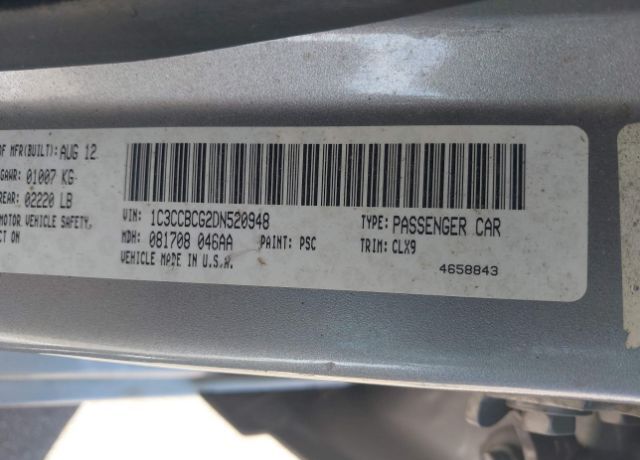 OF MFR(BUILT): AUG 12
GAWR: 01007 KG
REAR: 02220 LB
MOTOR VEHICLE SAFETY,
CT ON
VIN: 1C3CCBCG2DN520948
TYPE: PASSENGER CAR
MDH: 081708 046AA
PAINT: PSC
TRIM: CLX9
VEHICLE MADE IN U.S.A.
4658843